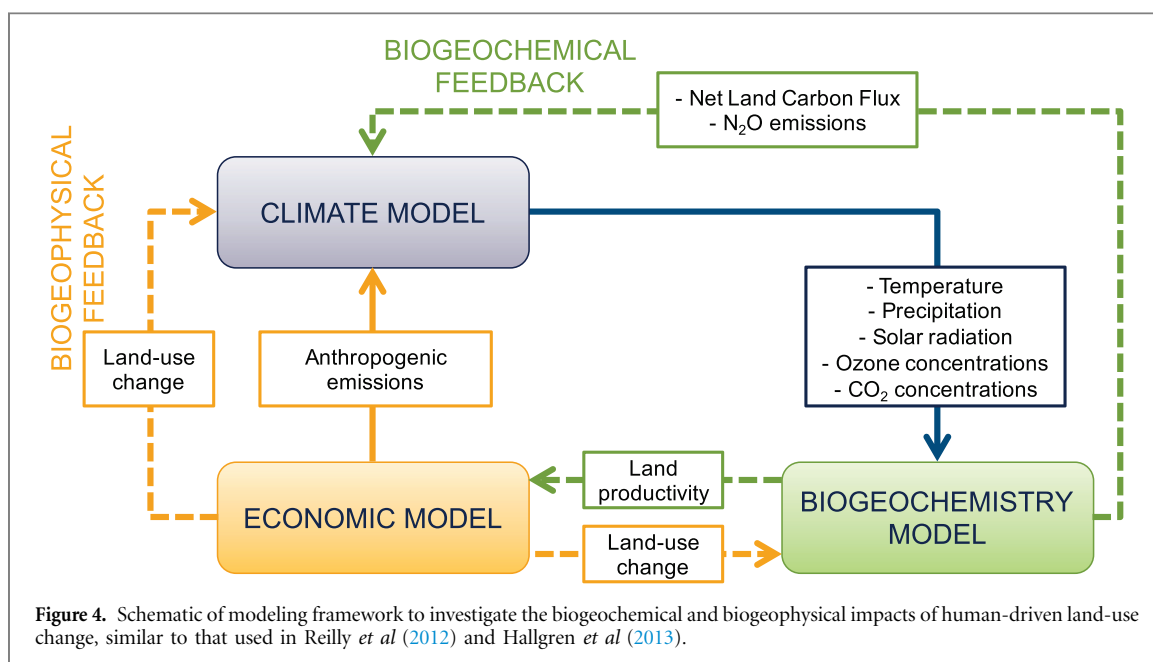 BIOGEOCHEMICAL
FEEDBACK
- Net Land Carbon Flux
- N₂O emissions
BIOGEOPHYSICAL
FEEDBACK
CLIMATE MODEL
- Temperature
- Precipitation
- Solar radiation
- Ozone concentrations
- CO₂ concentrations
Land-use
change
Anthropogenic
emissions
Land
productivity
ECONOMIC MODEL
BIOGEOCHEMISTRY
MODEL
Land-use
change
Figure 4. Schematic of modeling framework to investigate the biogeochemical and biogeophysical impacts of human-driven land-use
change, similar to that used in Reilly et al (2012) and Hallgren et al (2013).